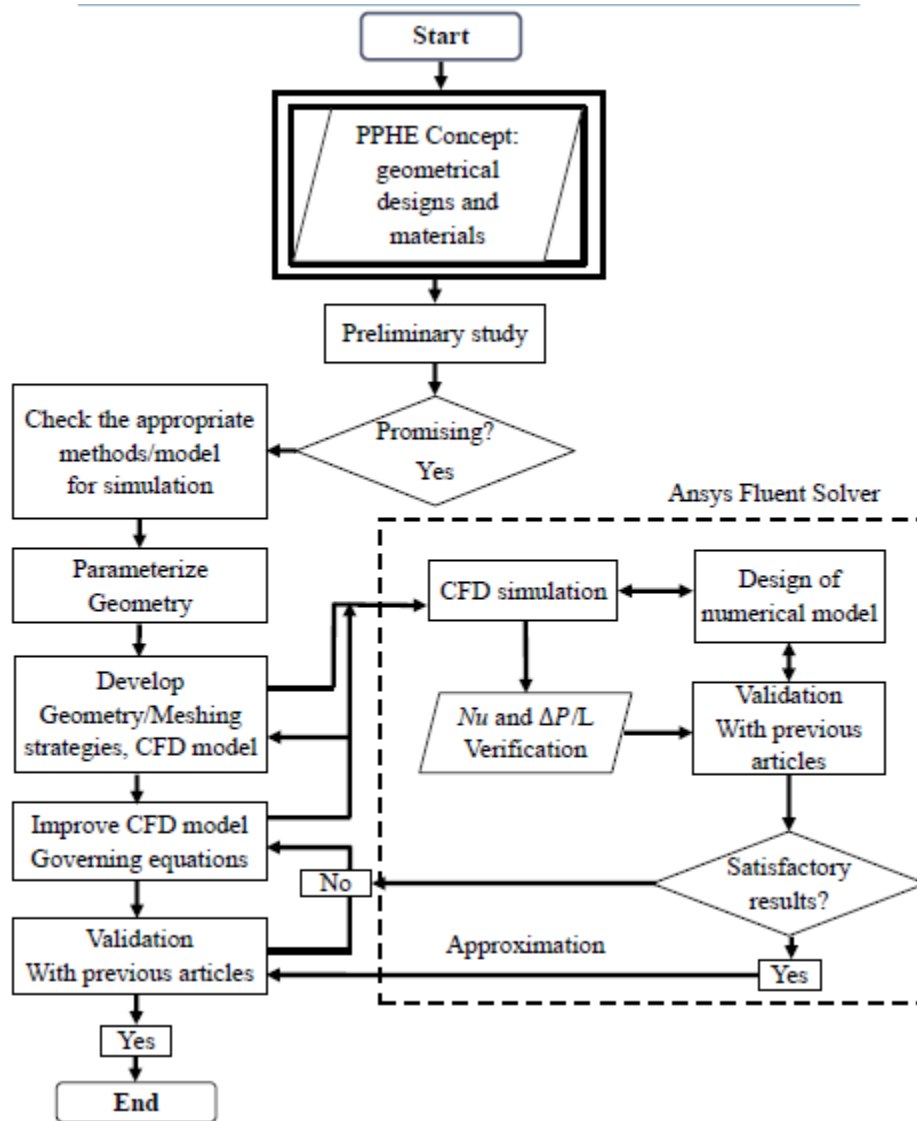 Start
PPHE Concept:
geometrical
designs and
materials
Preliminary study
Promising?
Yes
Check the appropriate
methods/model
for simulation
Parameterize
Geometry
Develop
Geometry/Meshing
strategies, CFD model
Improve CFD model
Governing equations
Validation
With previous articles
Yes
End
Ansys Fluent Solver
CFD simulation
Design of
numerical model
Nu and ΔP/L
Verification
Validation
With previous
articles
Satisfactory
results?
No
Approximation
Yes